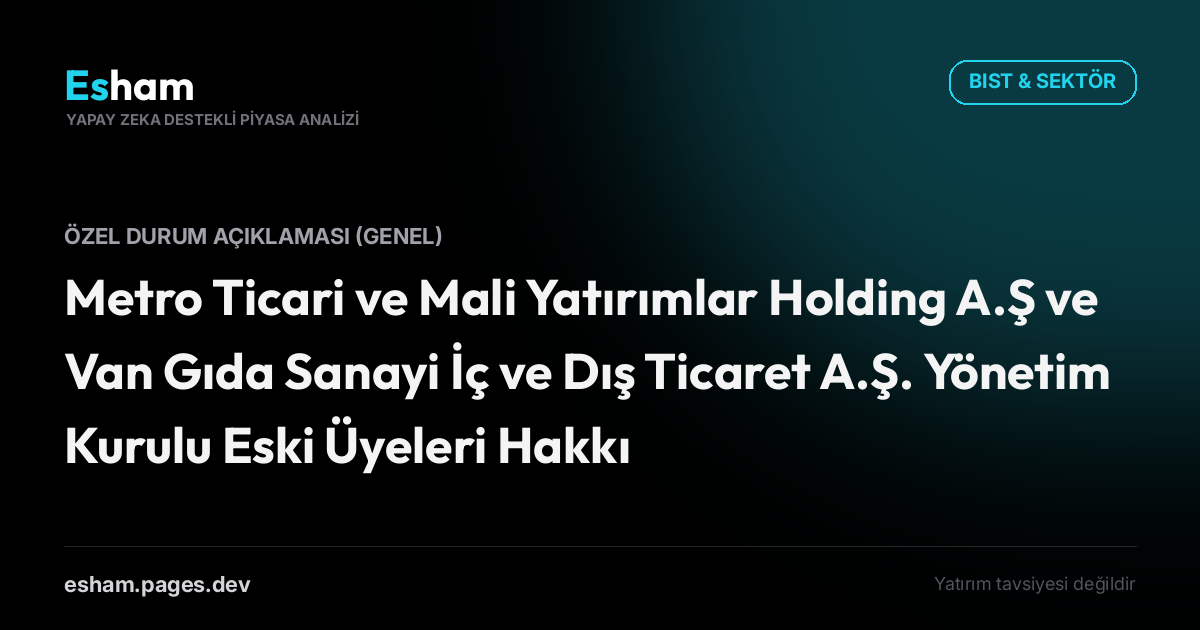 Esham
YAPAY ZEKA DESTEKLİ PİYASA ANALİZİ
BIST & SEKTÖR
ÖZEL DURUM AÇIKLAMASI (GENEL)
Metro Ticari ve Mali Yatırımlar Holding A.Ş ve
Van Gıda Sanayi İç ve Dış Ticaret A.Ş. Yönetim
Kurulu Eski Üyeleri Hakkı
esham.pages.dev
Yatırım tavsiyesi değildir